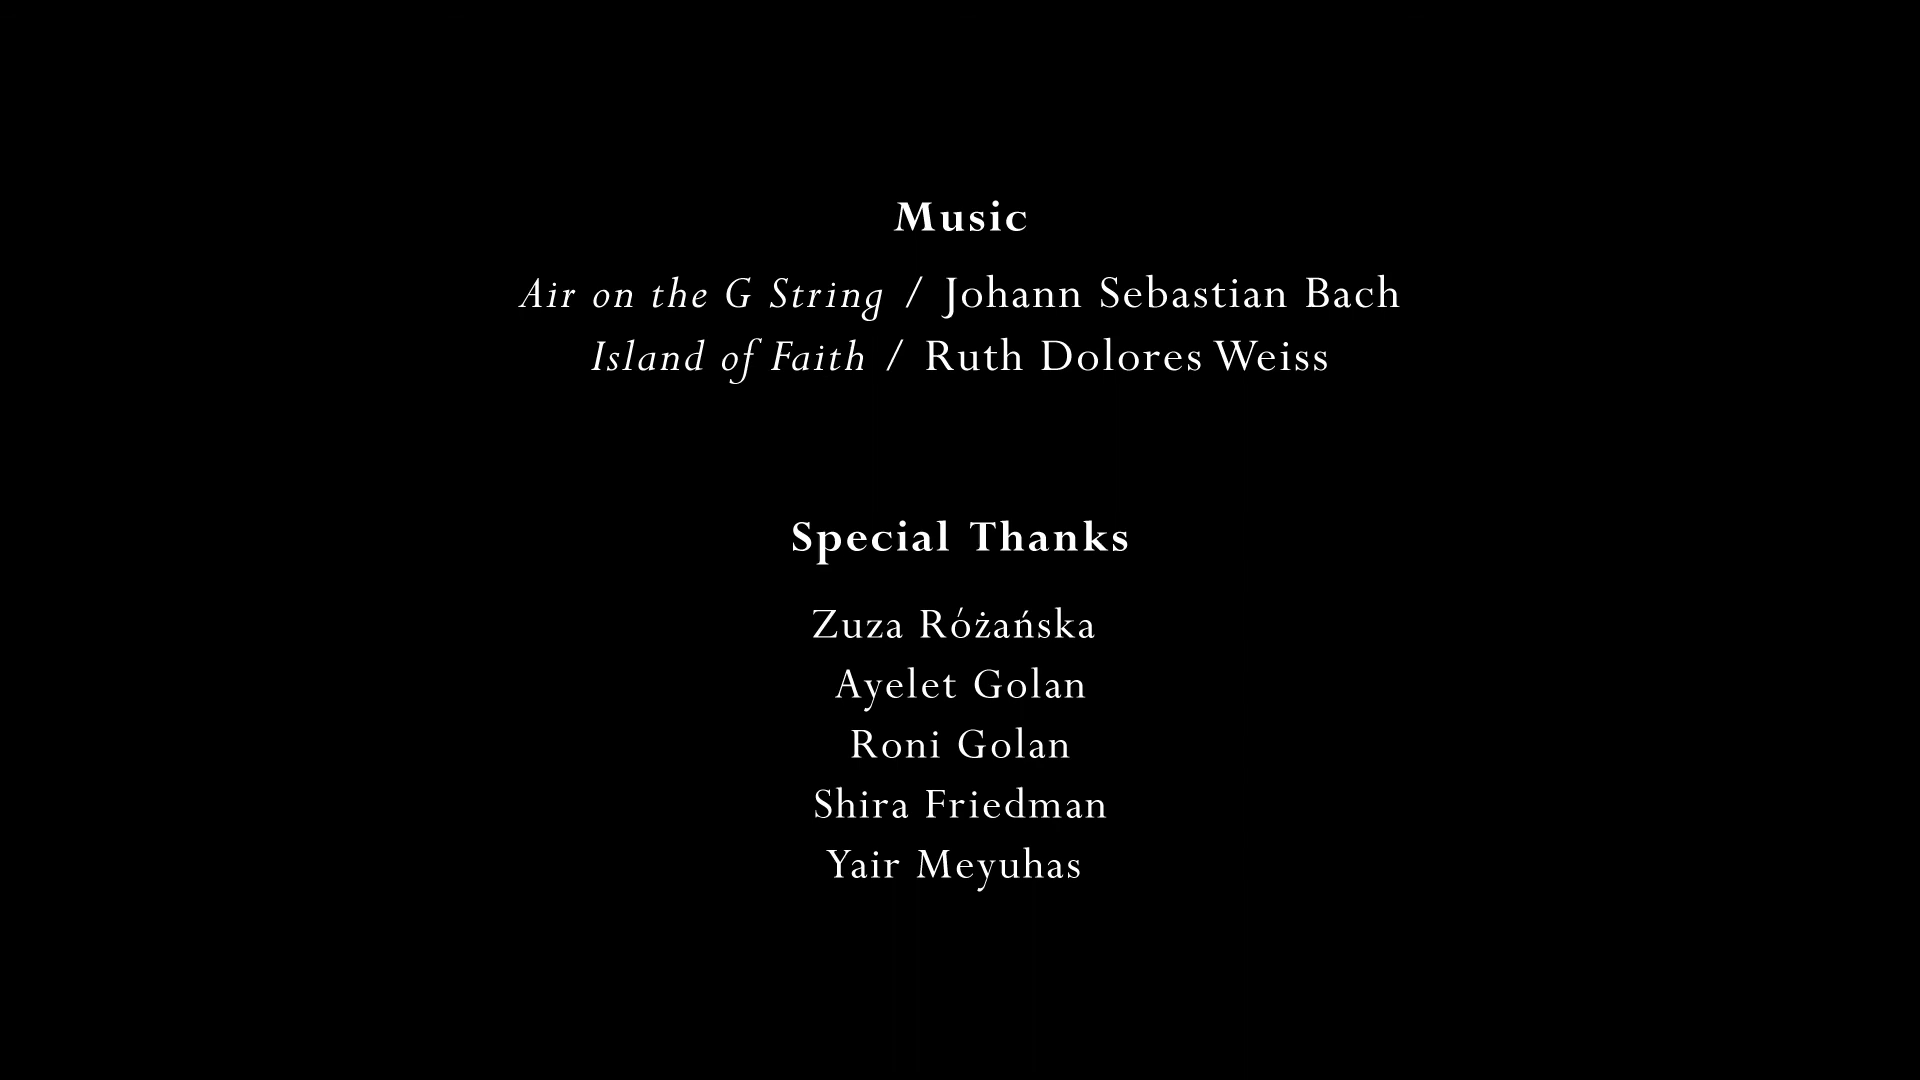 Music
Air on the G String / Johann Sebastian Bach
Island of Faith / Ruth Dolores Weiss
Special Thanks
Zuza Różańska
Ayelet Golan
Roni Golan
Shira Friedman
Yair Meyuhas